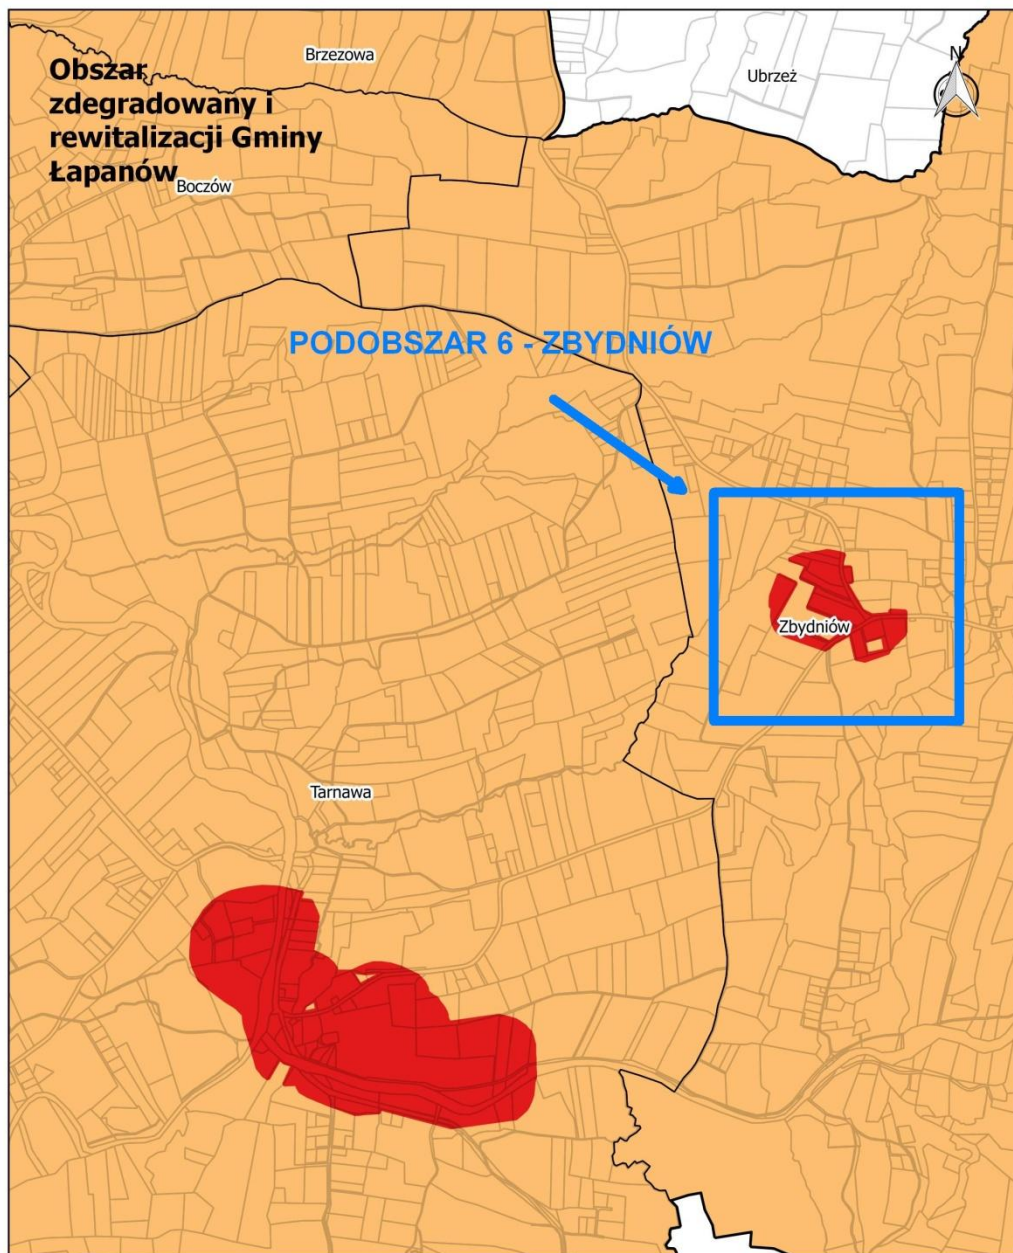 Brzezowa
Ubrzeż
N
Obszar
zdegradowany i
rewitalizacji Gminy
Łapanów
Boczów
PODOBSZAR 6 - ZBYDNIÓW
Zbydniów
Tarnawa